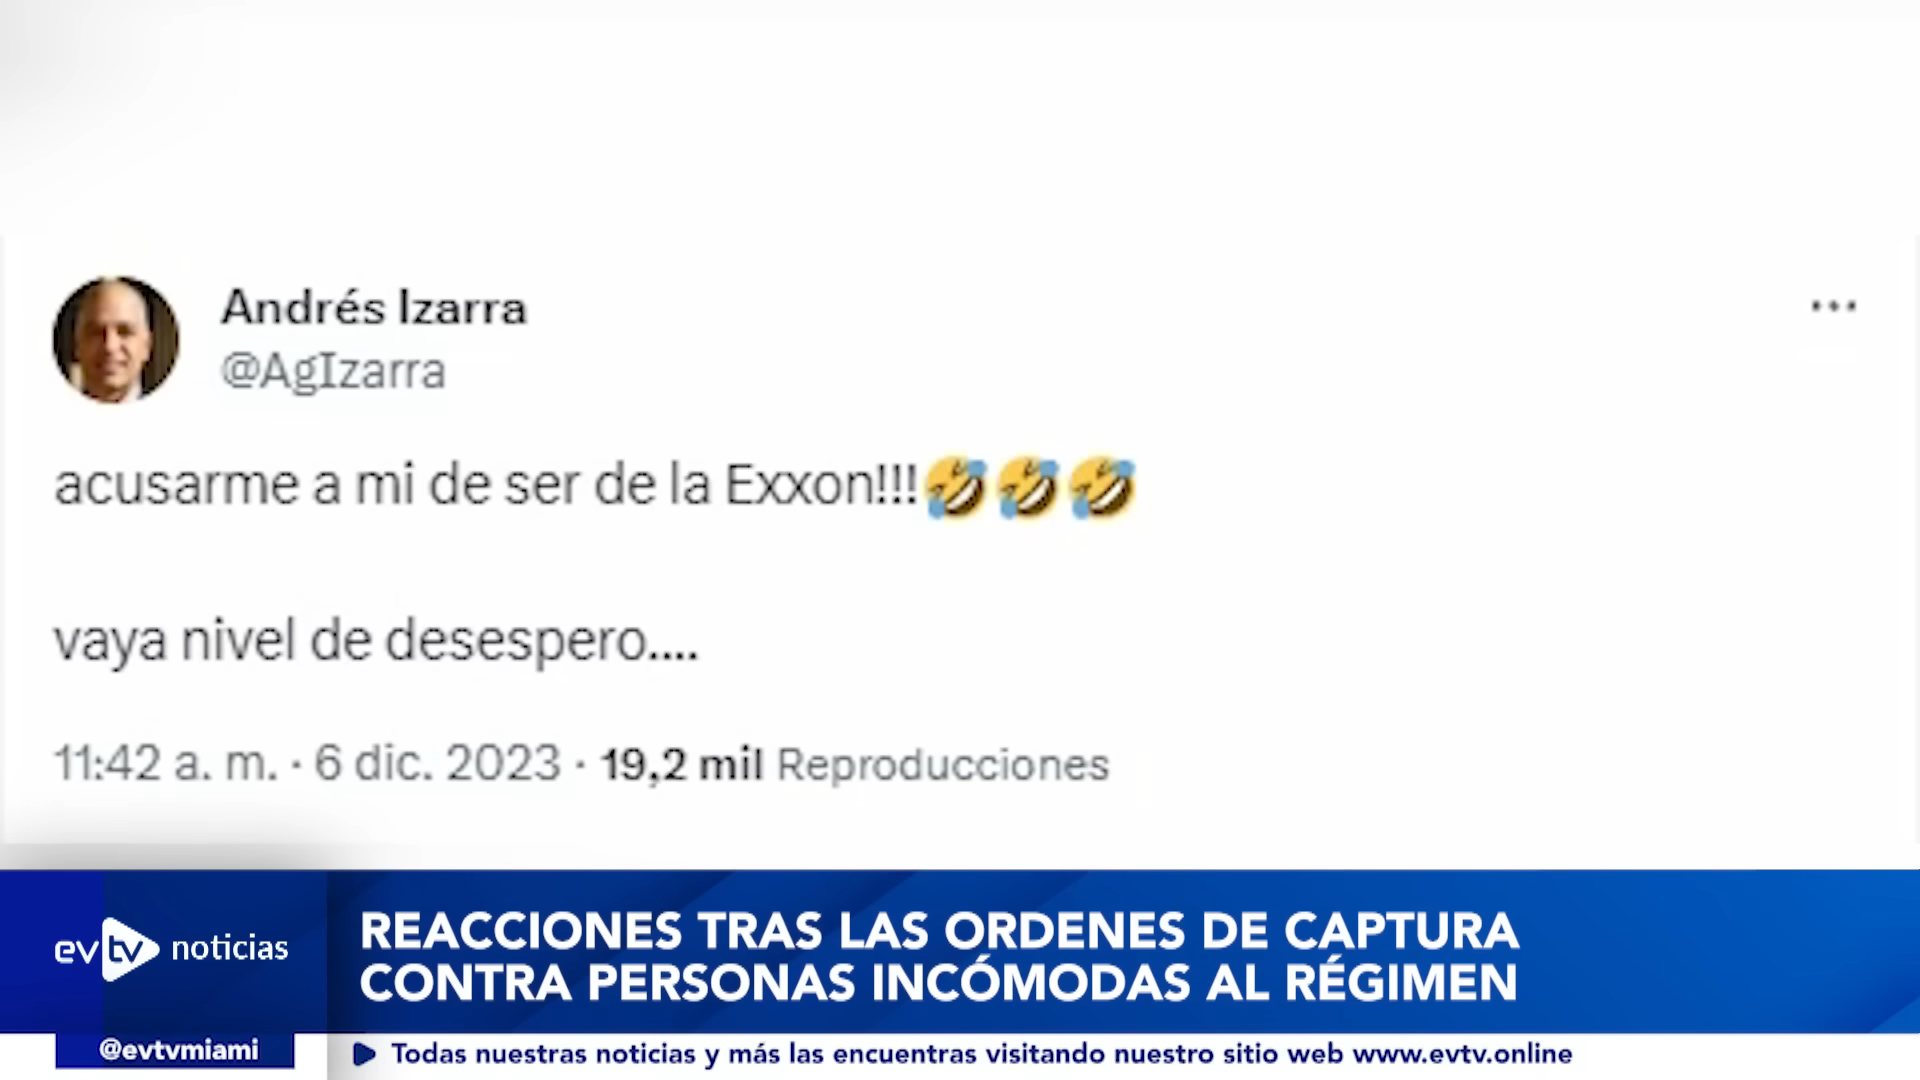 Andrés Izarra
@AgIzarra
acusarme a mi de ser de la Exxon!!!🤣🤣🤣
vaya nivel de desespero....
11:42 a. m. · 6 dic. 2023 · 19,2 mil Reproducciones
evtv noticias
REACCIONES TRAS LAS ORDENES DE CAPTURA
CONTRA PERSONAS INCÓMODAS AL RÉGIMEN
@evtvmiami
Todas nuestras noticias y más las encuentras visitando nuestro sitio web www.evtv.online